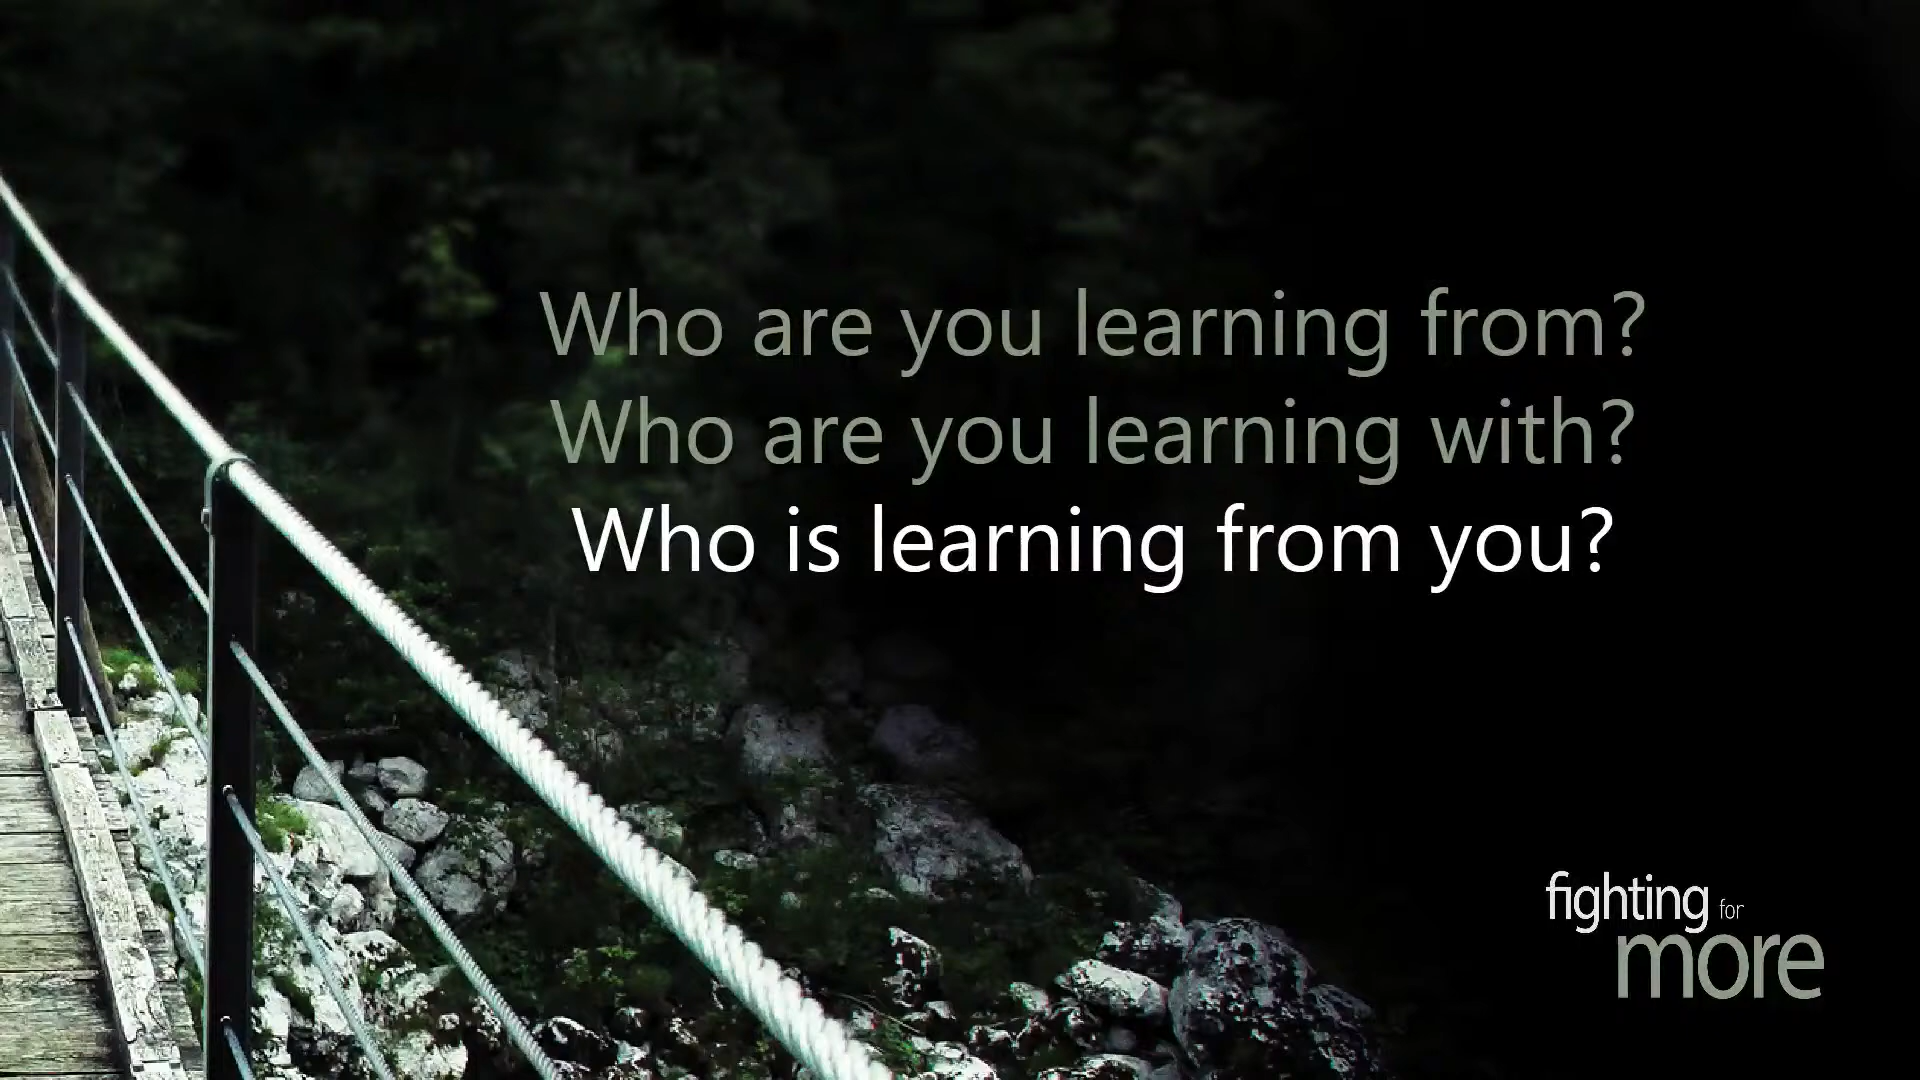 Who are you learning from?
Who are you learning with?
Who is learning from you?
fighting for
more